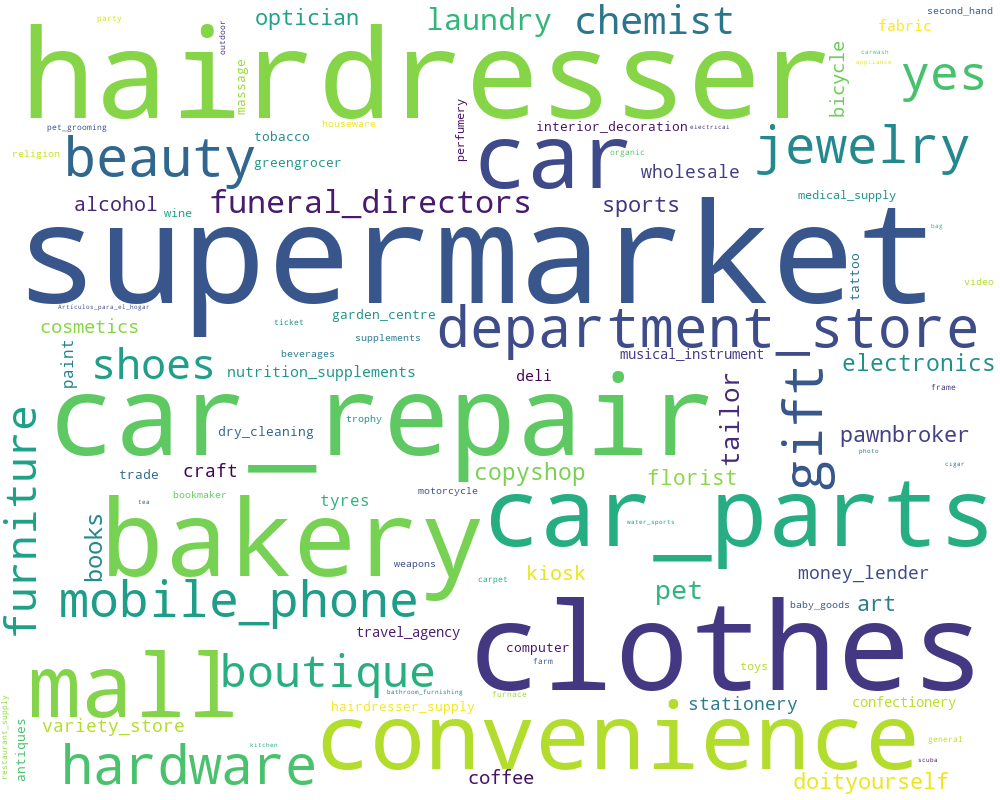 party
optician
laundry
chemist
second_hand
fabric
hairdresser
outdoor
massage
bicycle
carwash
appliance
yes
pet_grooming
religion
beauty
houseware
tobacco
greengrocer
perfumery
interior_decoration
electrical
car
organic
wholesale
jewelry
alcohol
wine
funeral_directors
sports
medical_supply
bag
supermarket
tattoo
video
Artículos_para_el_hogar
cosmetics
ticket
garden_centre
supplements
department_store
paint
shoes
beverages
nutrition_supplements
deli
musical_instrument
gift
electronics
frame
car_repair
trophy
tailor
dry_cleaning
pawnbroker
photo
cigar
furniture
trade
craft
copyshop
florist
tea
bookmaker
tyres
motorcycle
car_parts
books
bakery
water_sports
weapons
carpet
kiosk
money_lender
mobile_phone
pet
baby_goods
art
travel_agency
computer
farm
clothes
toys
mall
boutique
bathroom_furnishing
furnace
restaurant_supply
antiques
variety_store
hairdresser_supply
stationery
confectionery
kitchen
convenience
general
scuba
hardware
coffee
doityourself